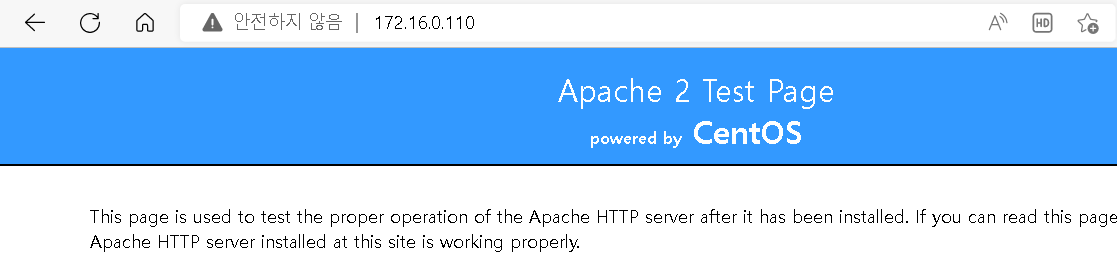 안전하지 않음 | 172.16.0.110 A HD
Apache 2 Test Page
powered by CentOS
This page is used to test the proper operation of the Apache HTTP server after it has been installed. If you can read this page
Apache HTTP server installed at this site is working properly.